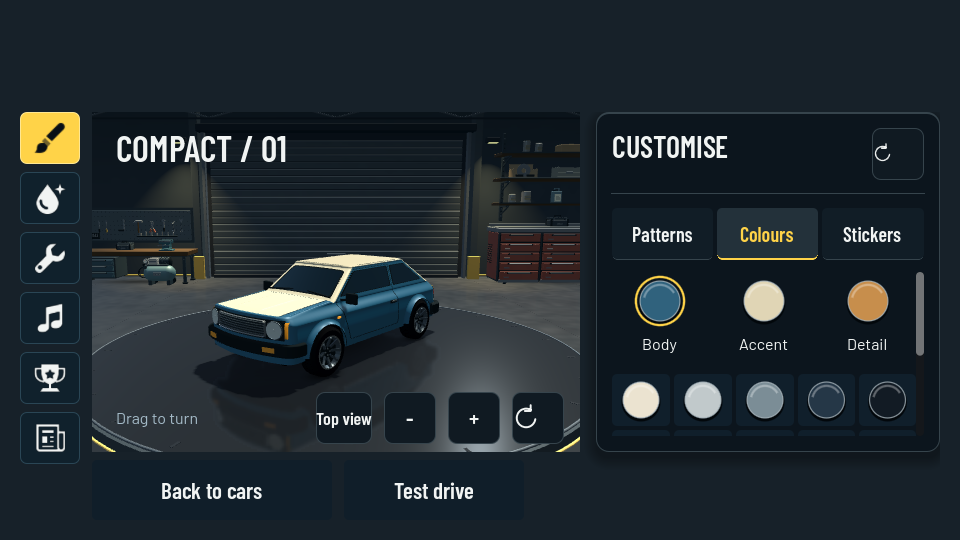 COMPACT / 01
CUSTOMISE
Patterns
Colours
Stickers
Body
Accent
Detail
Drag to turn
Top view
-
+
Back to cars
Test drive